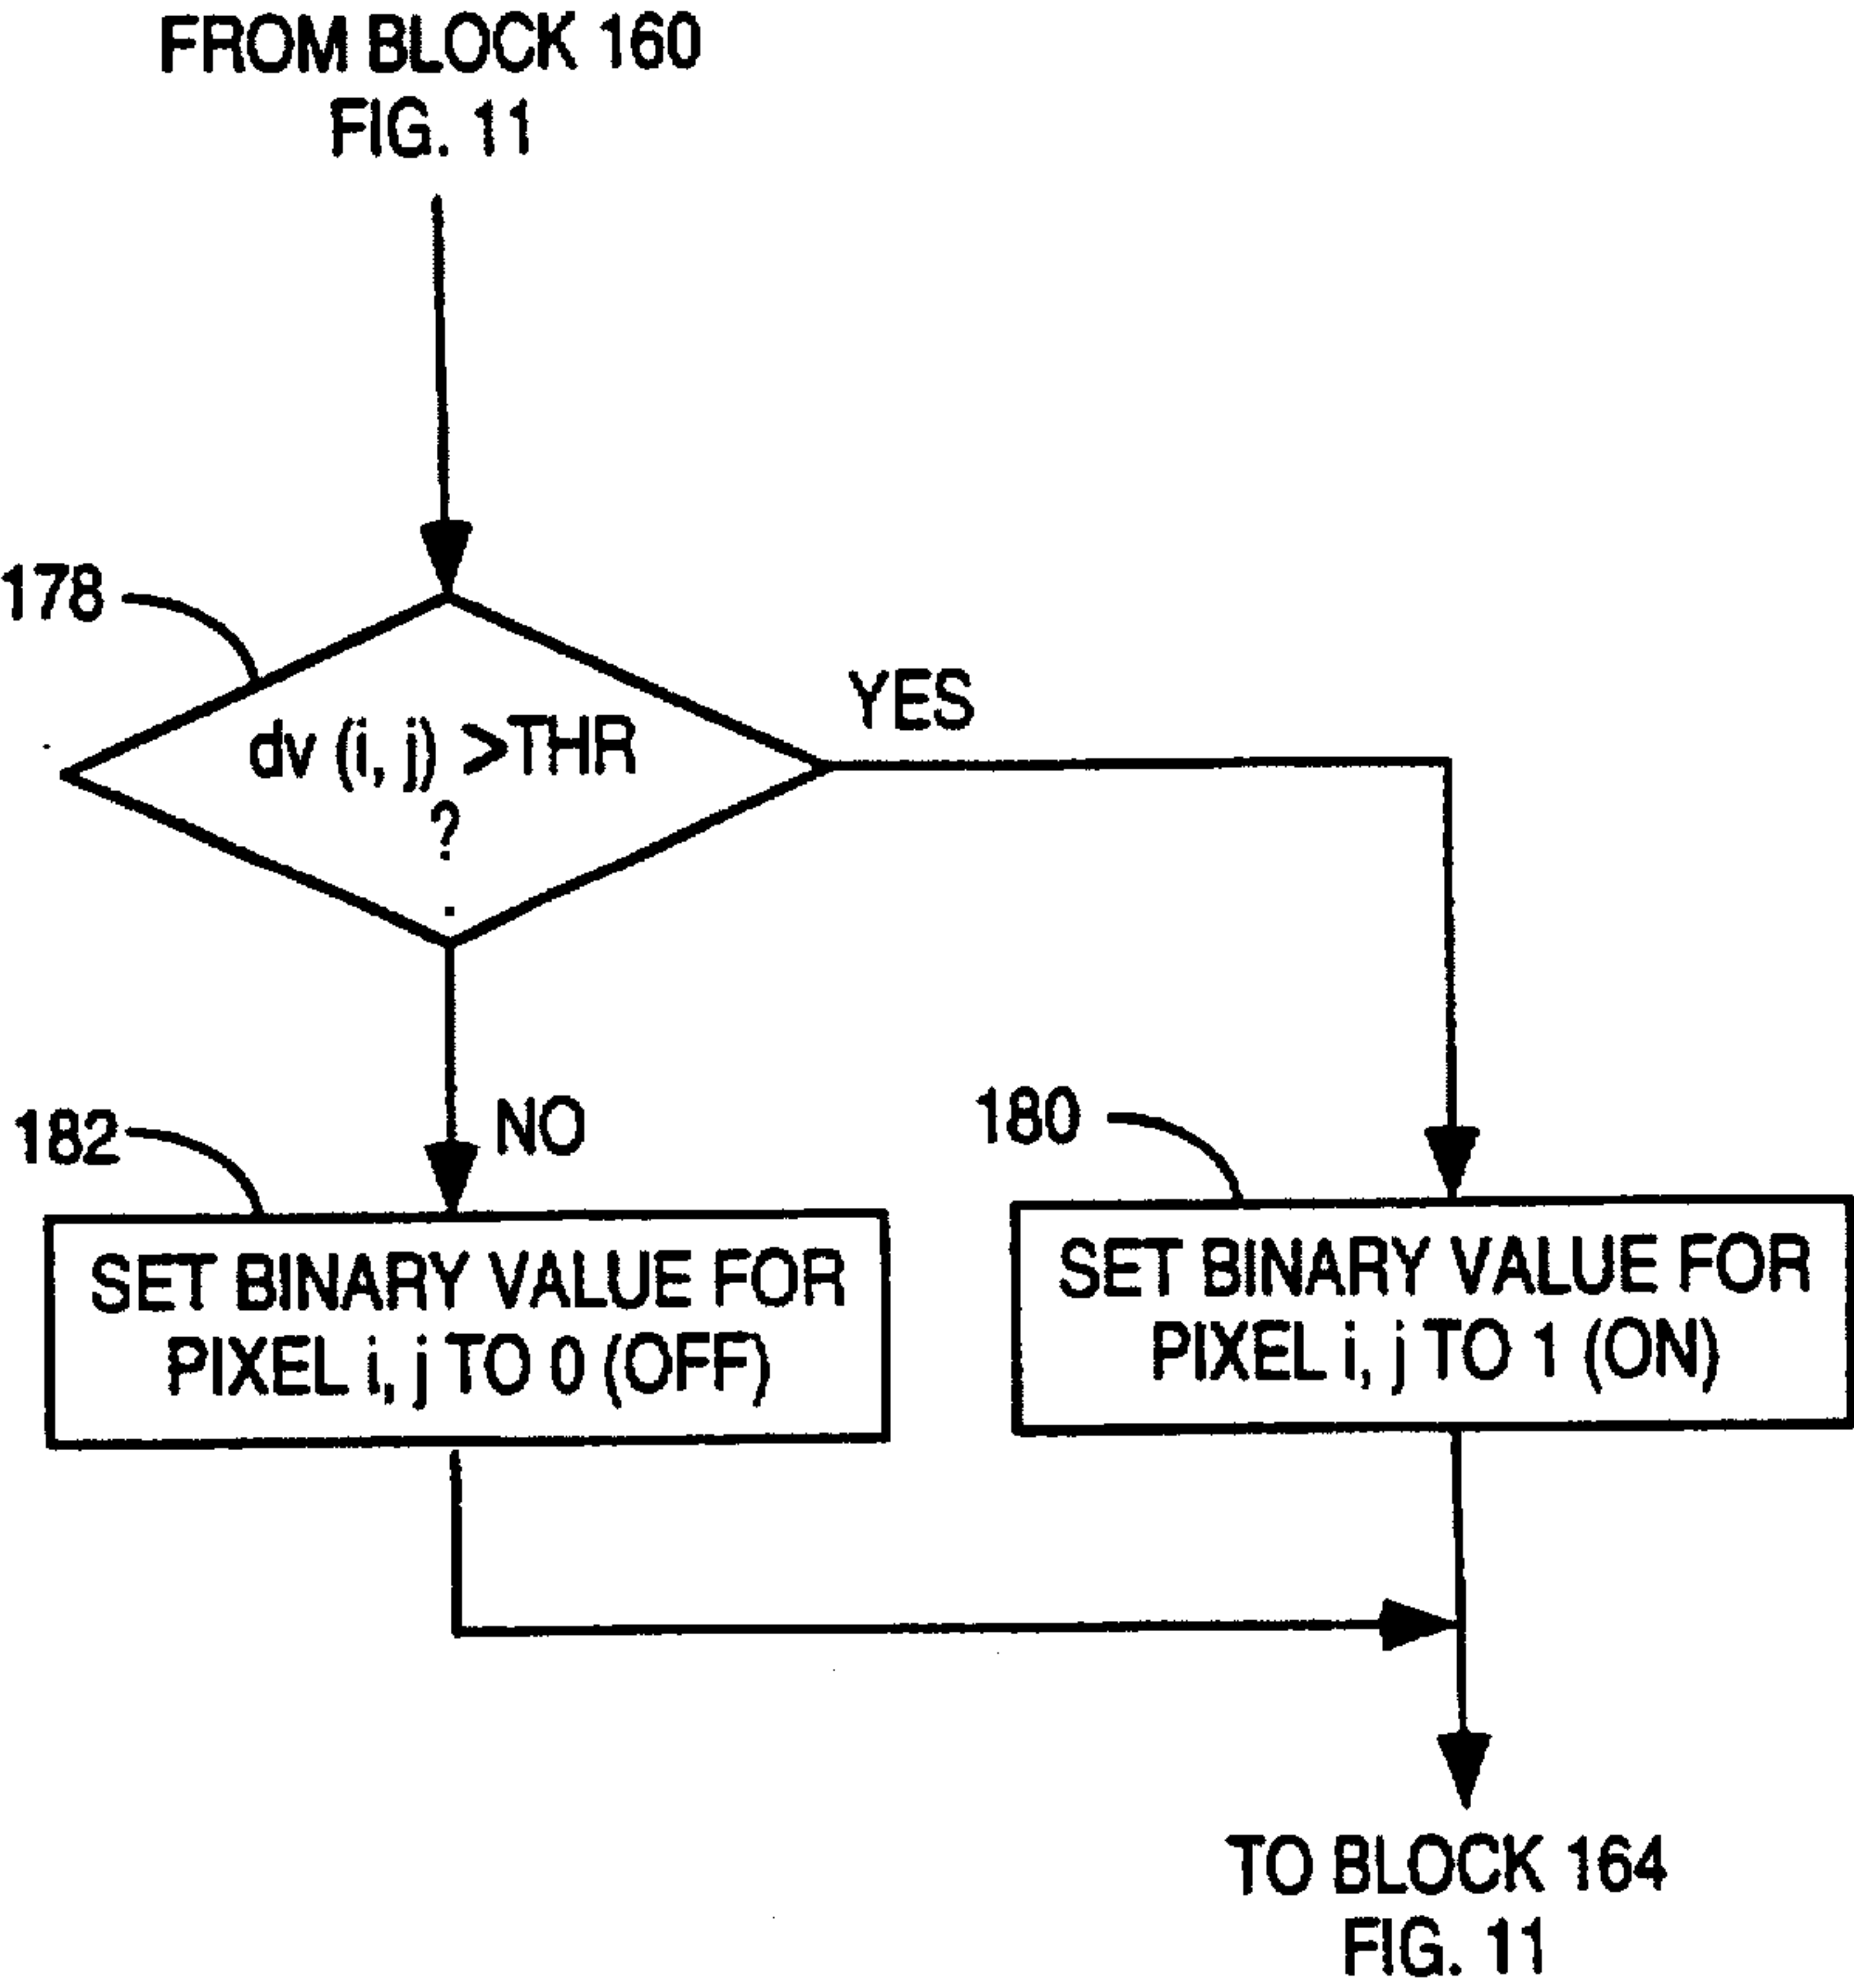 FROM BLOCK 160
FIG. 11
178
dv (i, j) >THR
?
YES
NO
182
180
SET BINARY VALUE FOR
PIXEL i, j TO 0 (OFF)
SET BINARY VALUE FOR
PIXEL i, j TO 1 (ON)
TO BLOCK 164
FIG. 11